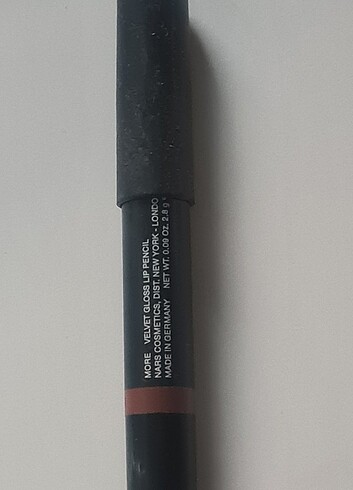 MORE VELVET GLOSS LIP PENCIL
NARS COSMETICS, DIST. NEW YORK - LONDO
MADE IN GERMANY NET WT. 0.09 OZ. 2.8 g